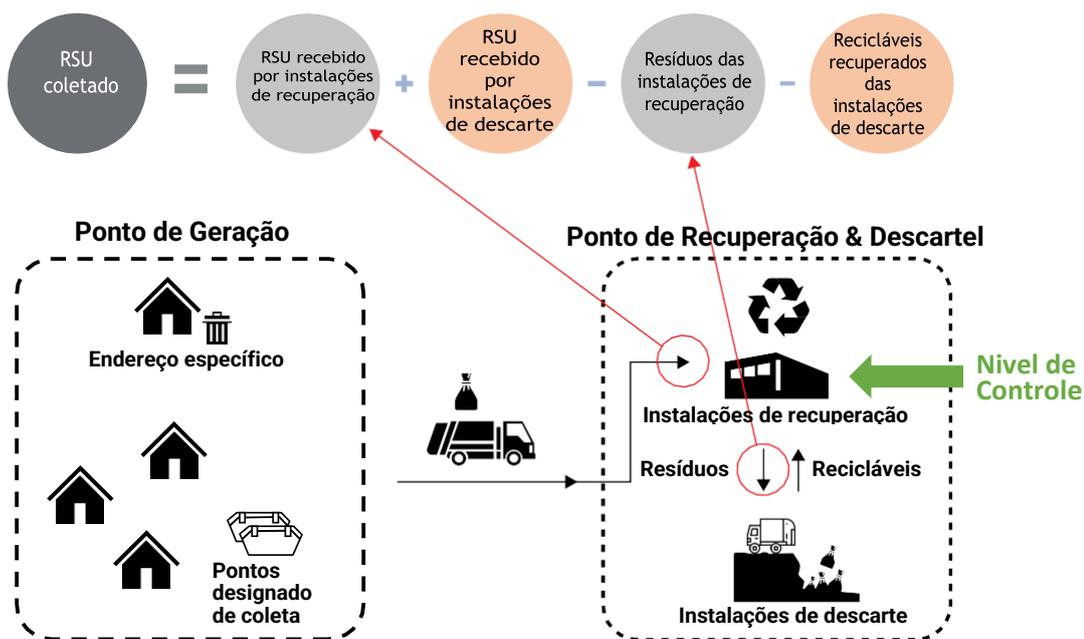 RSU
coletado
=
RSU recebido
por instalações
de recuperação
+
RSU
recebido
por
instalações
de descarte
-
Resíduos das
instalações de
recuperação
-
Recicláveis
recuperados
das
instalações
de descarte
Ponto de Geração
Endereço específico
Pontos
designado
de coleta
Ponto de Recuperação & Descartel
Instalações de recuperação
Nivel de
Controle
Resíduos
Recicláveis
Instalações de descarte